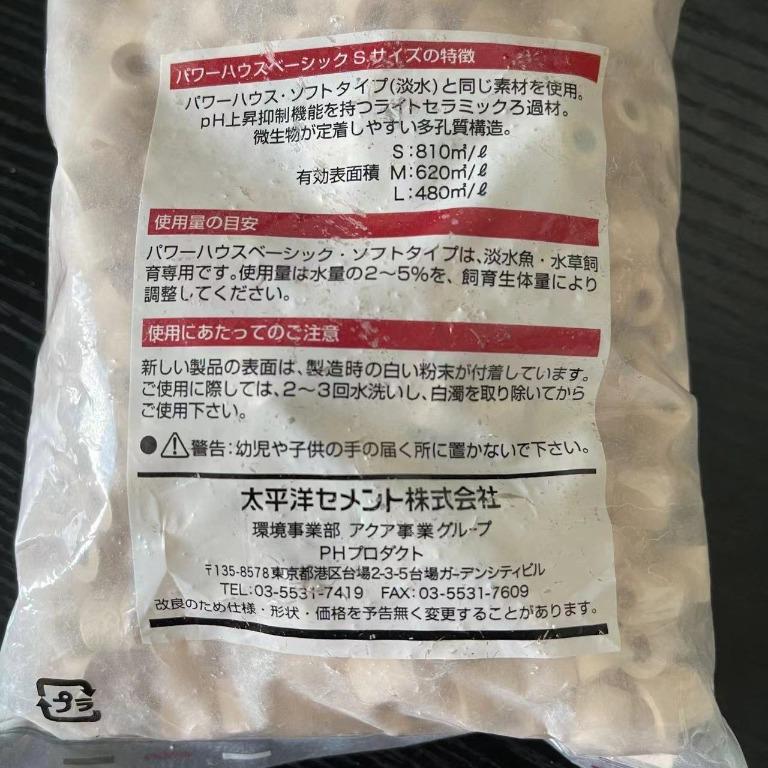 パワーハウスベーシックS.サイズの特徴
パワーハウス・ソフトタイプ(淡水)と同じ素材を使用。
pH上昇抑制機能を持つライトセラミックろ過材。
微生物が定着しやすい多孔質構造。
S:810㎡/ℓ
有効表面積 M:620㎡/ℓ
L:480㎡/ℓ
使用量の目安
パワーハウスベーシック・ソフトタイプは、淡水魚・水草飼
育専用です。使用量は水量の2〜5%を、飼育生体量により
調整してください。
使用にあたってのご注意
新しい製品の表面は、製造時の白い粉末が付着しています。
ご使用に際しては、2〜3回水洗いし、白濁を取り除いてから
ご使用下さい。
●⚠警告:幼児や子供の手の届く所に置かないで下さい。
太平洋セメント株式会社
環境事業部 アクア事業グループ
PHプロダクト
〒135-8578東京都港区台場2-3-5台場ガーデンシティビル
TEL:03-5531-7419 FAX:03-5531-7609
改良のため仕様・形状・価格を予告無く変更することがあります。
プラ